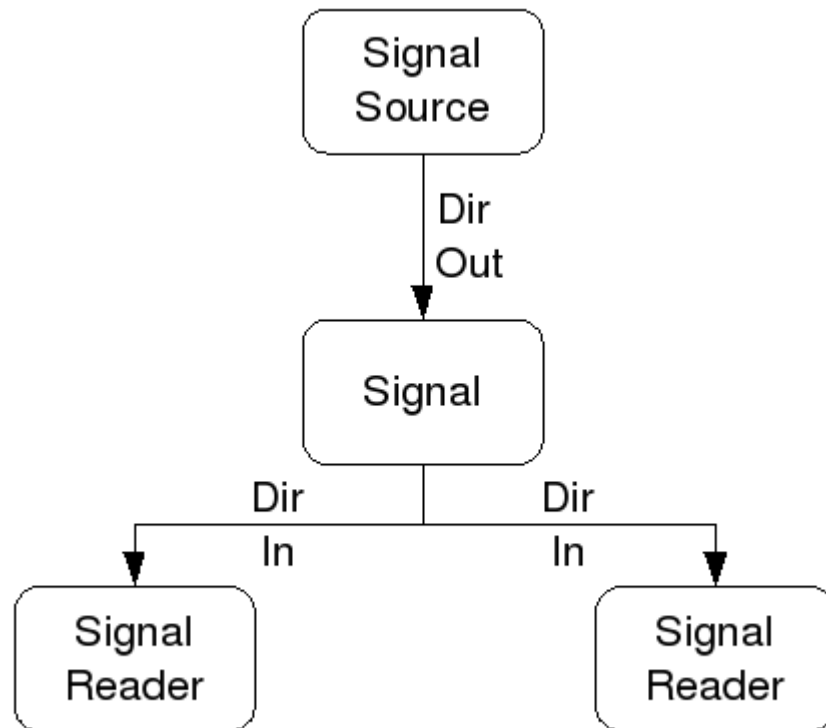 Signal
Source
Dir
Out
Signal
Dir
Dir
In
In
Signal
Reader
Signal
Reader